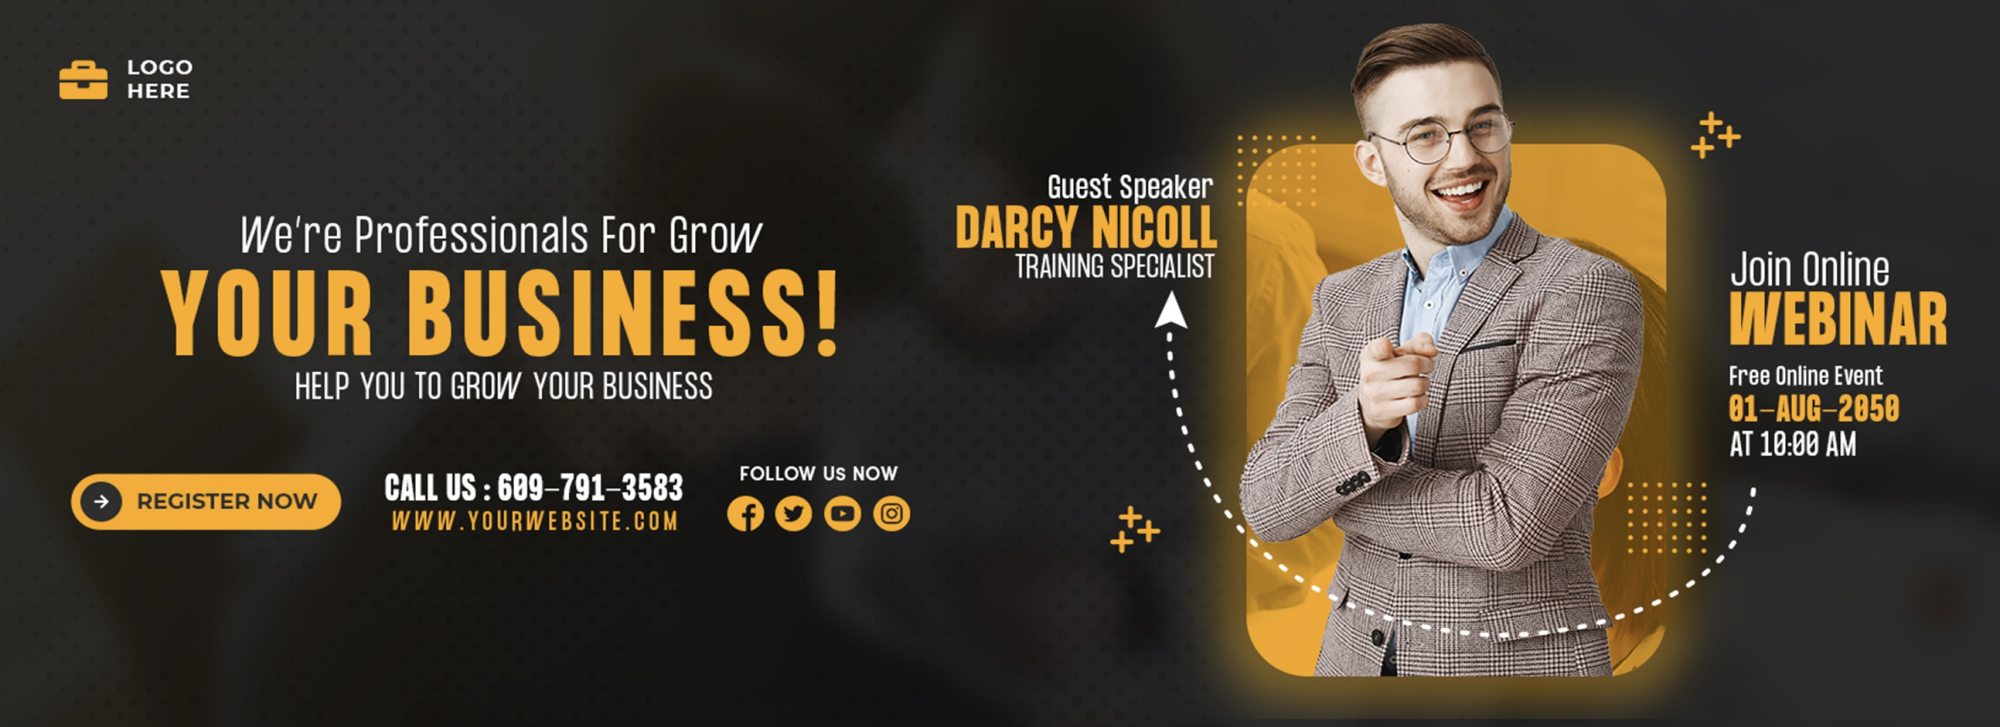 LOGO
HERE
We're Professionals For Grow
YOUR BUSINESS!
HELP YOU TO GROW YOUR BUSINESS
REGISTER NOW
CALL US : 609-791-3583
WWW.YOURWEBSITE.COM
FOLLOW US NOW
Guest Speaker
DARCY NICOLL
TRAINING SPECIALIST
Join Online
WEBINAR
Free Online Event
01-AUG-2050
AT 10:00 AM